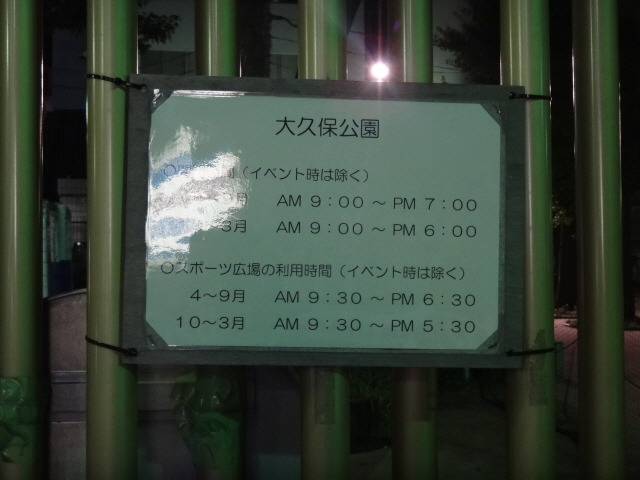 大久保公園
間（イベント時は除く）
月 AM 9：00 ～ PM 7：00
3月 AM 9：00 ～ PM 6：00
○スポーツ広場の利用時間（イベント時は除く）
4～9月 AM 9：30 ～ PM 6：30
10～3月 AM 9：30 ～ PM 5：30